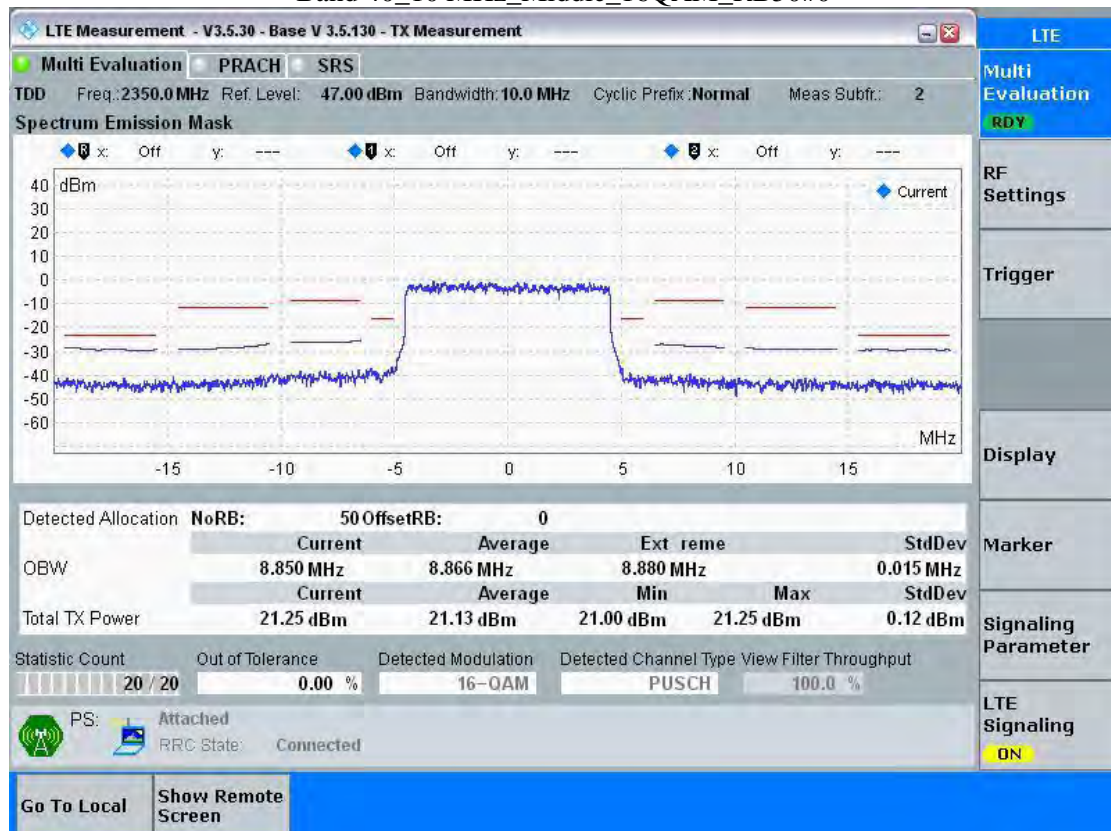 LTE Measurement - V3.5.30 - Base V 3.5.130 - TX Measurement
LTE
Multi Evaluation PRACH SRS
Multi Evaluation
RDY
TDD Freq.: 2350.0 MHz Ref. Level: 47.00 dBm Bandwidth: 10.0 MHz Cyclic Prefix : Normal Meas Subfr.: 2
Spectrum Emission Mask
R x: Off y: --- 1 x: Off y: --- 2 x: Off y: ---
RF Settings
40 dBm
Current
30
20
10
0
-10
-20
-30
-40
-50
-60
MHz
-15 -10 -5 0 5 10 15
Trigger
Display
Detected Allocation NoRB: 50 OffsetRB: 0
Current Average Ext reme StdDev
OBW 8.850 MHz 8.866 MHz 8.880 MHz 0.015 MHz
Current Average Min Max StdDev
Total TX Power 21.25 dBm 21.13 dBm 21.00 dBm 21.25 dBm 0.12 dBm
Marker
Signaling Parameter
Statistic Count Out of Tolerance Detected Modulation Detected Channel Type View Filter Throughput
20 / 20 0.00 % 16-QAM PUSCH 100.0 %
PS: Attached
RRC State: Connected
LTE Signaling
ON
Go To Local
Show Remote Screen